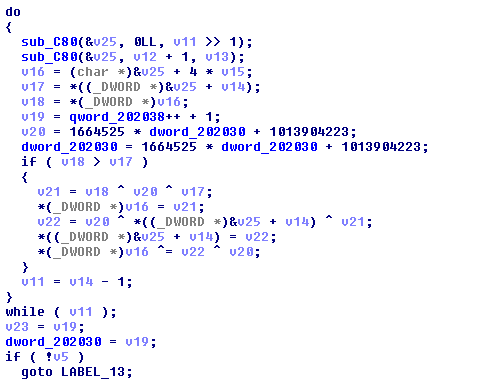 do
{
  sub_C80(&v25, 0LL, v11 >> 1);
  sub_C80(&v25, v12 + 1, v13);
  v16 = (char *)&v25 + 4 * v15;
  v17 = *((_DWORD *)&v25 + v14);
  v18 = *(_DWORD *)v16;
  v19 = qword_202038++ + 1;
  v20 = 1664525 * dword_202030 + 1013904223;
  dword_202030 = 1664525 * dword_202030 + 1013904223;
  if ( v18 > v17 )
  {
    v21 = v18 ^ v20 ^ v17;
    *(_DWORD *)v16 = v21;
    v22 = v20 ^ *((_DWORD *)&v25 + v14) ^ v21;
    *((_DWORD *)&v25 + v14) = v22;
    *(_DWORD *)v16 ^= v22 ^ v20;
  }
  v11 = v14 - 1;
}
while ( v11 );
v23 = v19;
dword_202030 = v19;
if ( !v5 )
  goto LABEL_13;